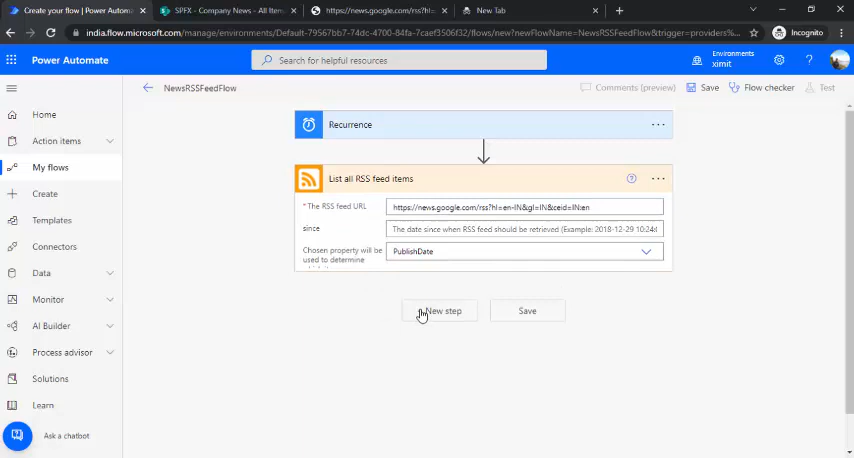 Create your flow | Power Automate
SPFX - Company News - All Item
https://news.google.com/rss?hl=
New Tab
india.flow.microsoft.com/manage/environments/Default-79567bb7-74dc-4700-84fa-7caef3506f32/flows/new?newFlowName=NewsRSSFeedFlow&trigger=providers%...
Incognito
Power Automate
Search for helpful resources
Environments
ximit
NewsRSSFeedFlow
Comments (preview)
Save
Flow checker
Test
Home
Action items
My flows
Create
Templates
Connectors
Data
Monitor
AI Builder
Process advisor
Solutions
Learn
Ask a chatbot
Recurrence
List all RSS feed items
* The RSS feed URL
https://news.google.com/rss?hl=en-IN&gl=IN&ceid=IN:en
since
The date since when RSS feed should be retrieved (Example: 2018-12-29 10:24:0
Chosen property will be
used to determine
PublishDate
New step
Save